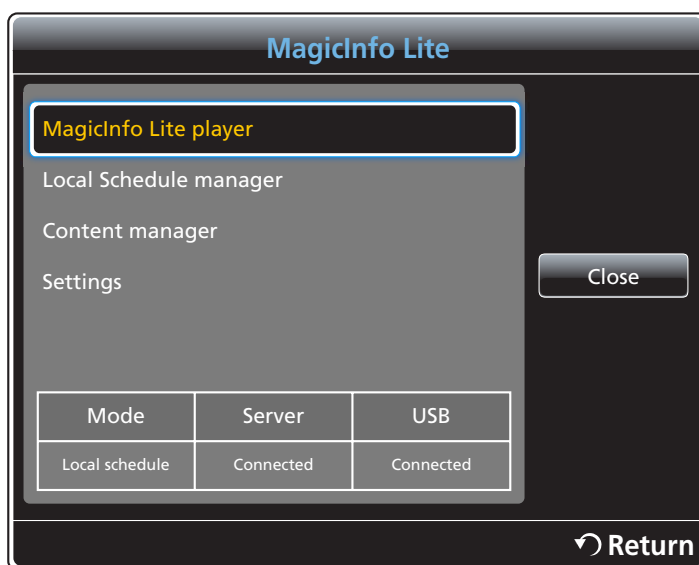 MagicInfo Lite
MagicInfo Lite player
Local Schedule manager
Content manager
Settings
Close
Mode Server USB
Local schedule Connected Connected
Return